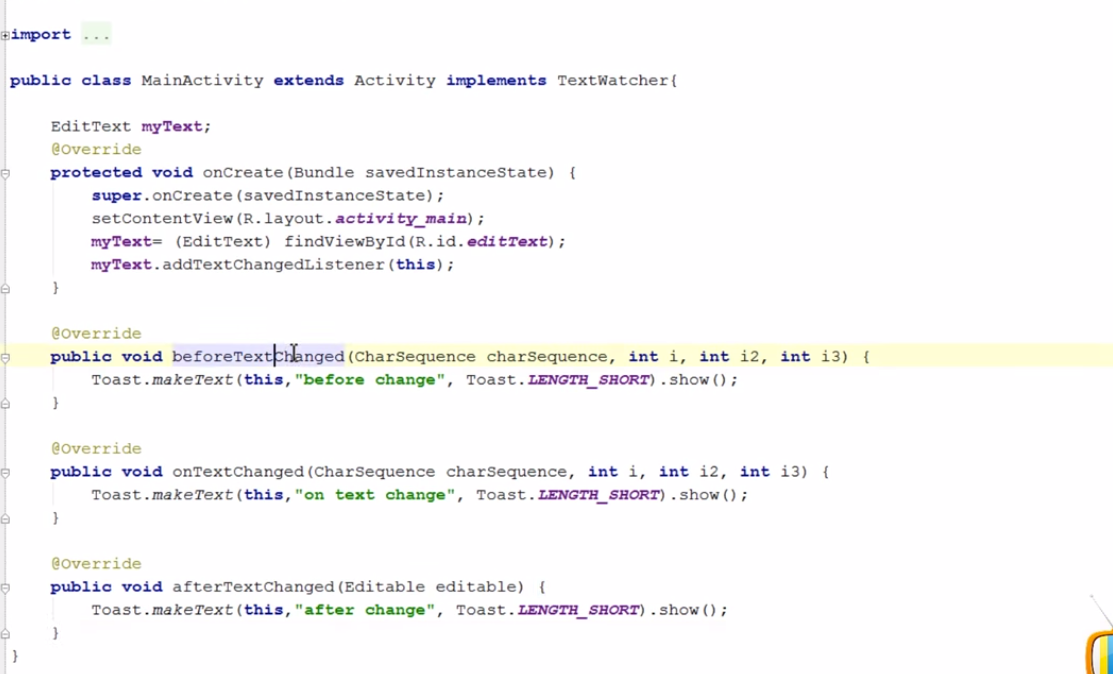 import ...
public class MainActivity extends Activity implements TextWatcher{
EditText myText;
@Override
protected void onCreate(Bundle savedInstanceState) {
super.onCreate(savedInstanceState);
setContentView(R.layout.activity_main);
myText= (EditText) findViewById(R.id.editText);
myText.addTextChangedListener(this);
}
@Override
public void beforeTextChanged(CharSequence charSequence, int i, int i2, int i3) {
Toast.makeText(this,"before change", Toast.LENGTH_SHORT).show();
}
@Override
public void onTextChanged(CharSequence charSequence, int i, int i2, int i3) {
Toast.makeText(this,"on text change", Toast.LENGTH_SHORT).show();
}
@Override
public void afterTextChanged(Editable editable) {
Toast.makeText(this,"after change", Toast.LENGTH_SHORT).show();
}
}